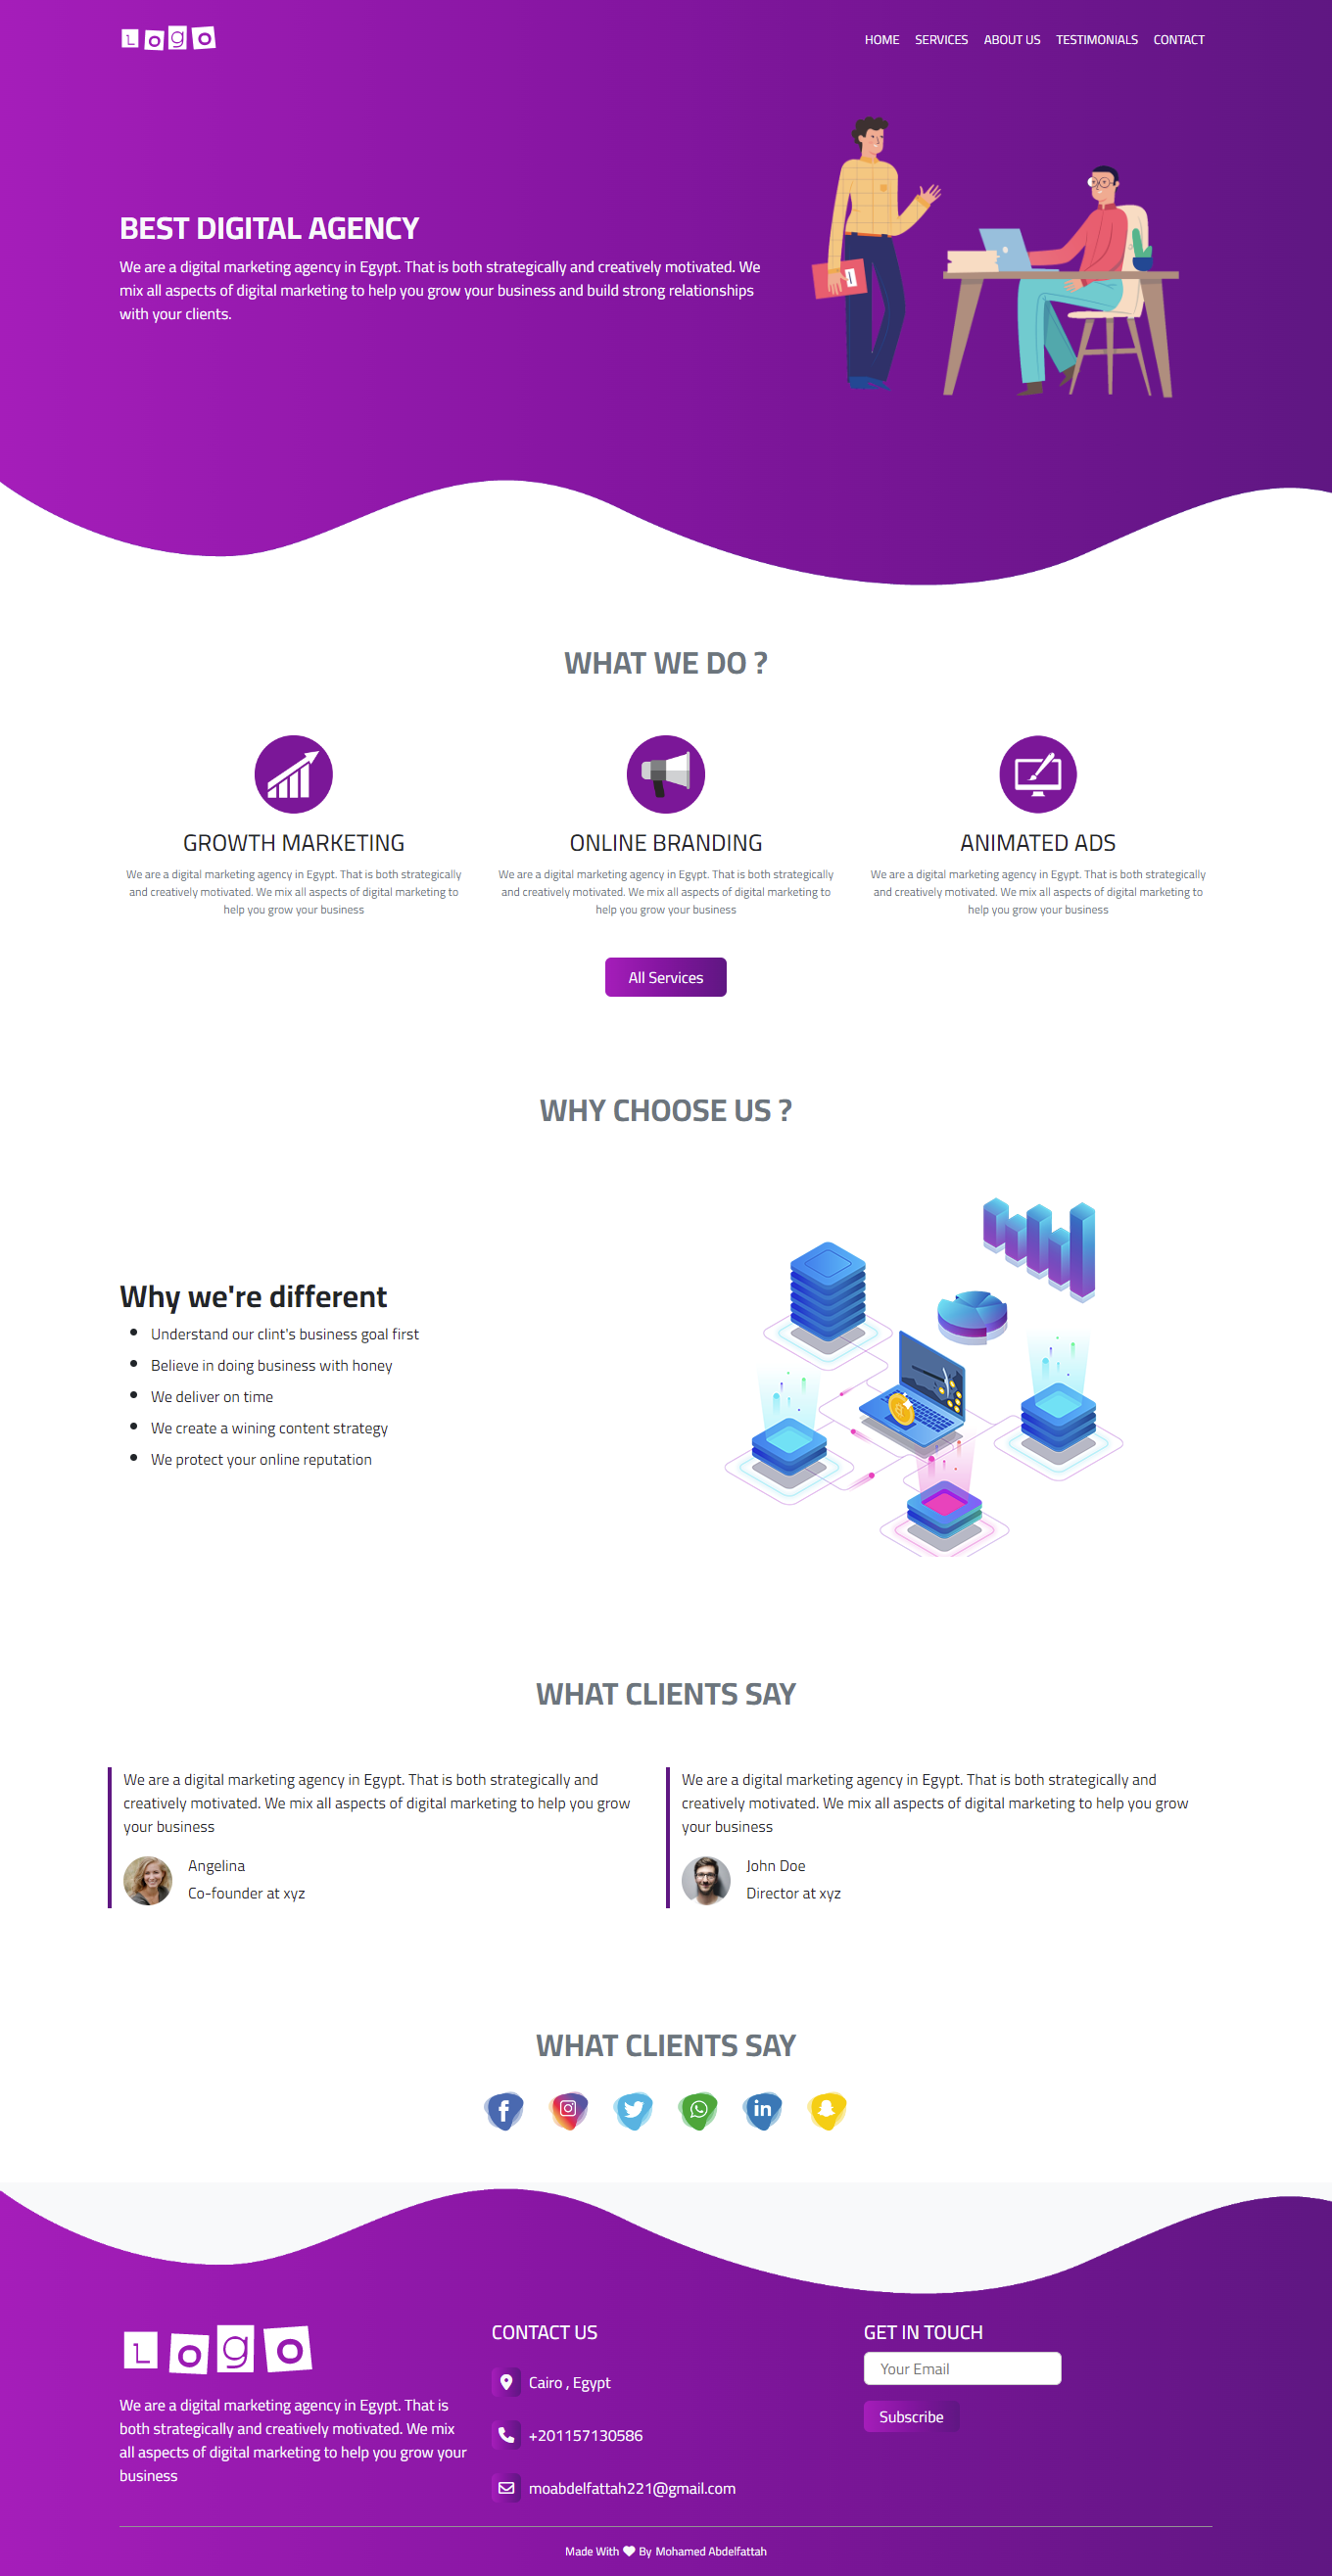 Logo
HOME SERVICES ABOUT US TESTIMONIALS CONTACT
BEST DIGITAL AGENCY
We are a digital marketing agency in Egypt. That is both strategically and creatively motivated. We
mix all aspects of digital marketing to help you grow your business and build strong relationships
with your clients.
WHAT WE DO ?
GROWTH MARKETING
We are a digital marketing agency in Egypt. That is both strategically
and creatively motivated. We mix all aspects of digital marketing to
help you grow your business
ONLINE BRANDING
We are a digital marketing agency in Egypt. That is both strategically
and creatively motivated. We mix all aspects of digital marketing to
help you grow your business
ANIMATED ADS
We are a digital marketing agency in Egypt. That is both strategically
and creatively motivated. We mix all aspects of digital marketing to
help you grow your business
All Services
WHY CHOOSE US ?
Why we're different
Understand our clint's business goal first
Believe in doing business with honey
We deliver on time
We create a wining content strategy
We protect your online reputation
WHAT CLIENTS SAY
We are a digital marketing agency in Egypt. That is both strategically and
creatively motivated. We mix all aspects of digital marketing to help you grow
your business
Angelina
Co-founder at xyz
We are a digital marketing agency in Egypt. That is both strategically and
creatively motivated. We mix all aspects of digital marketing to help you grow
your business
John Doe
Director at xyz
WHAT CLIENTS SAY
Logo
We are a digital marketing agency in Egypt. That is
both strategically and creatively motivated. We mix
all aspects of digital marketing to help you grow your
business
CONTACT US
Cairo , Egypt
+201157130586
moabdelfattah221@gmail.com
GET IN TOUCH
Your Email
Subscribe
Made With By Mohamed Abdelfattah